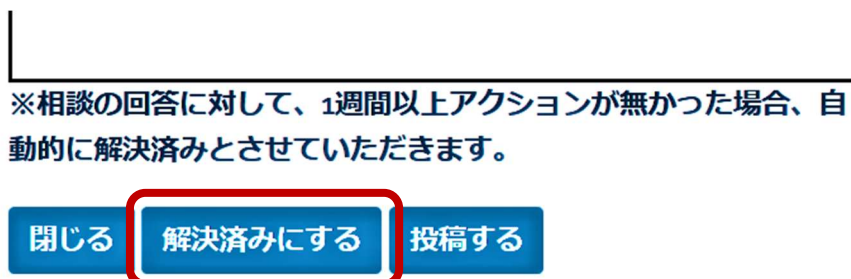 ※相談の回答に対して、1週間以上アクションが無かった場合、自
動的に解決済みとさせていただきます。
閉じる 解決済みにする 投稿する